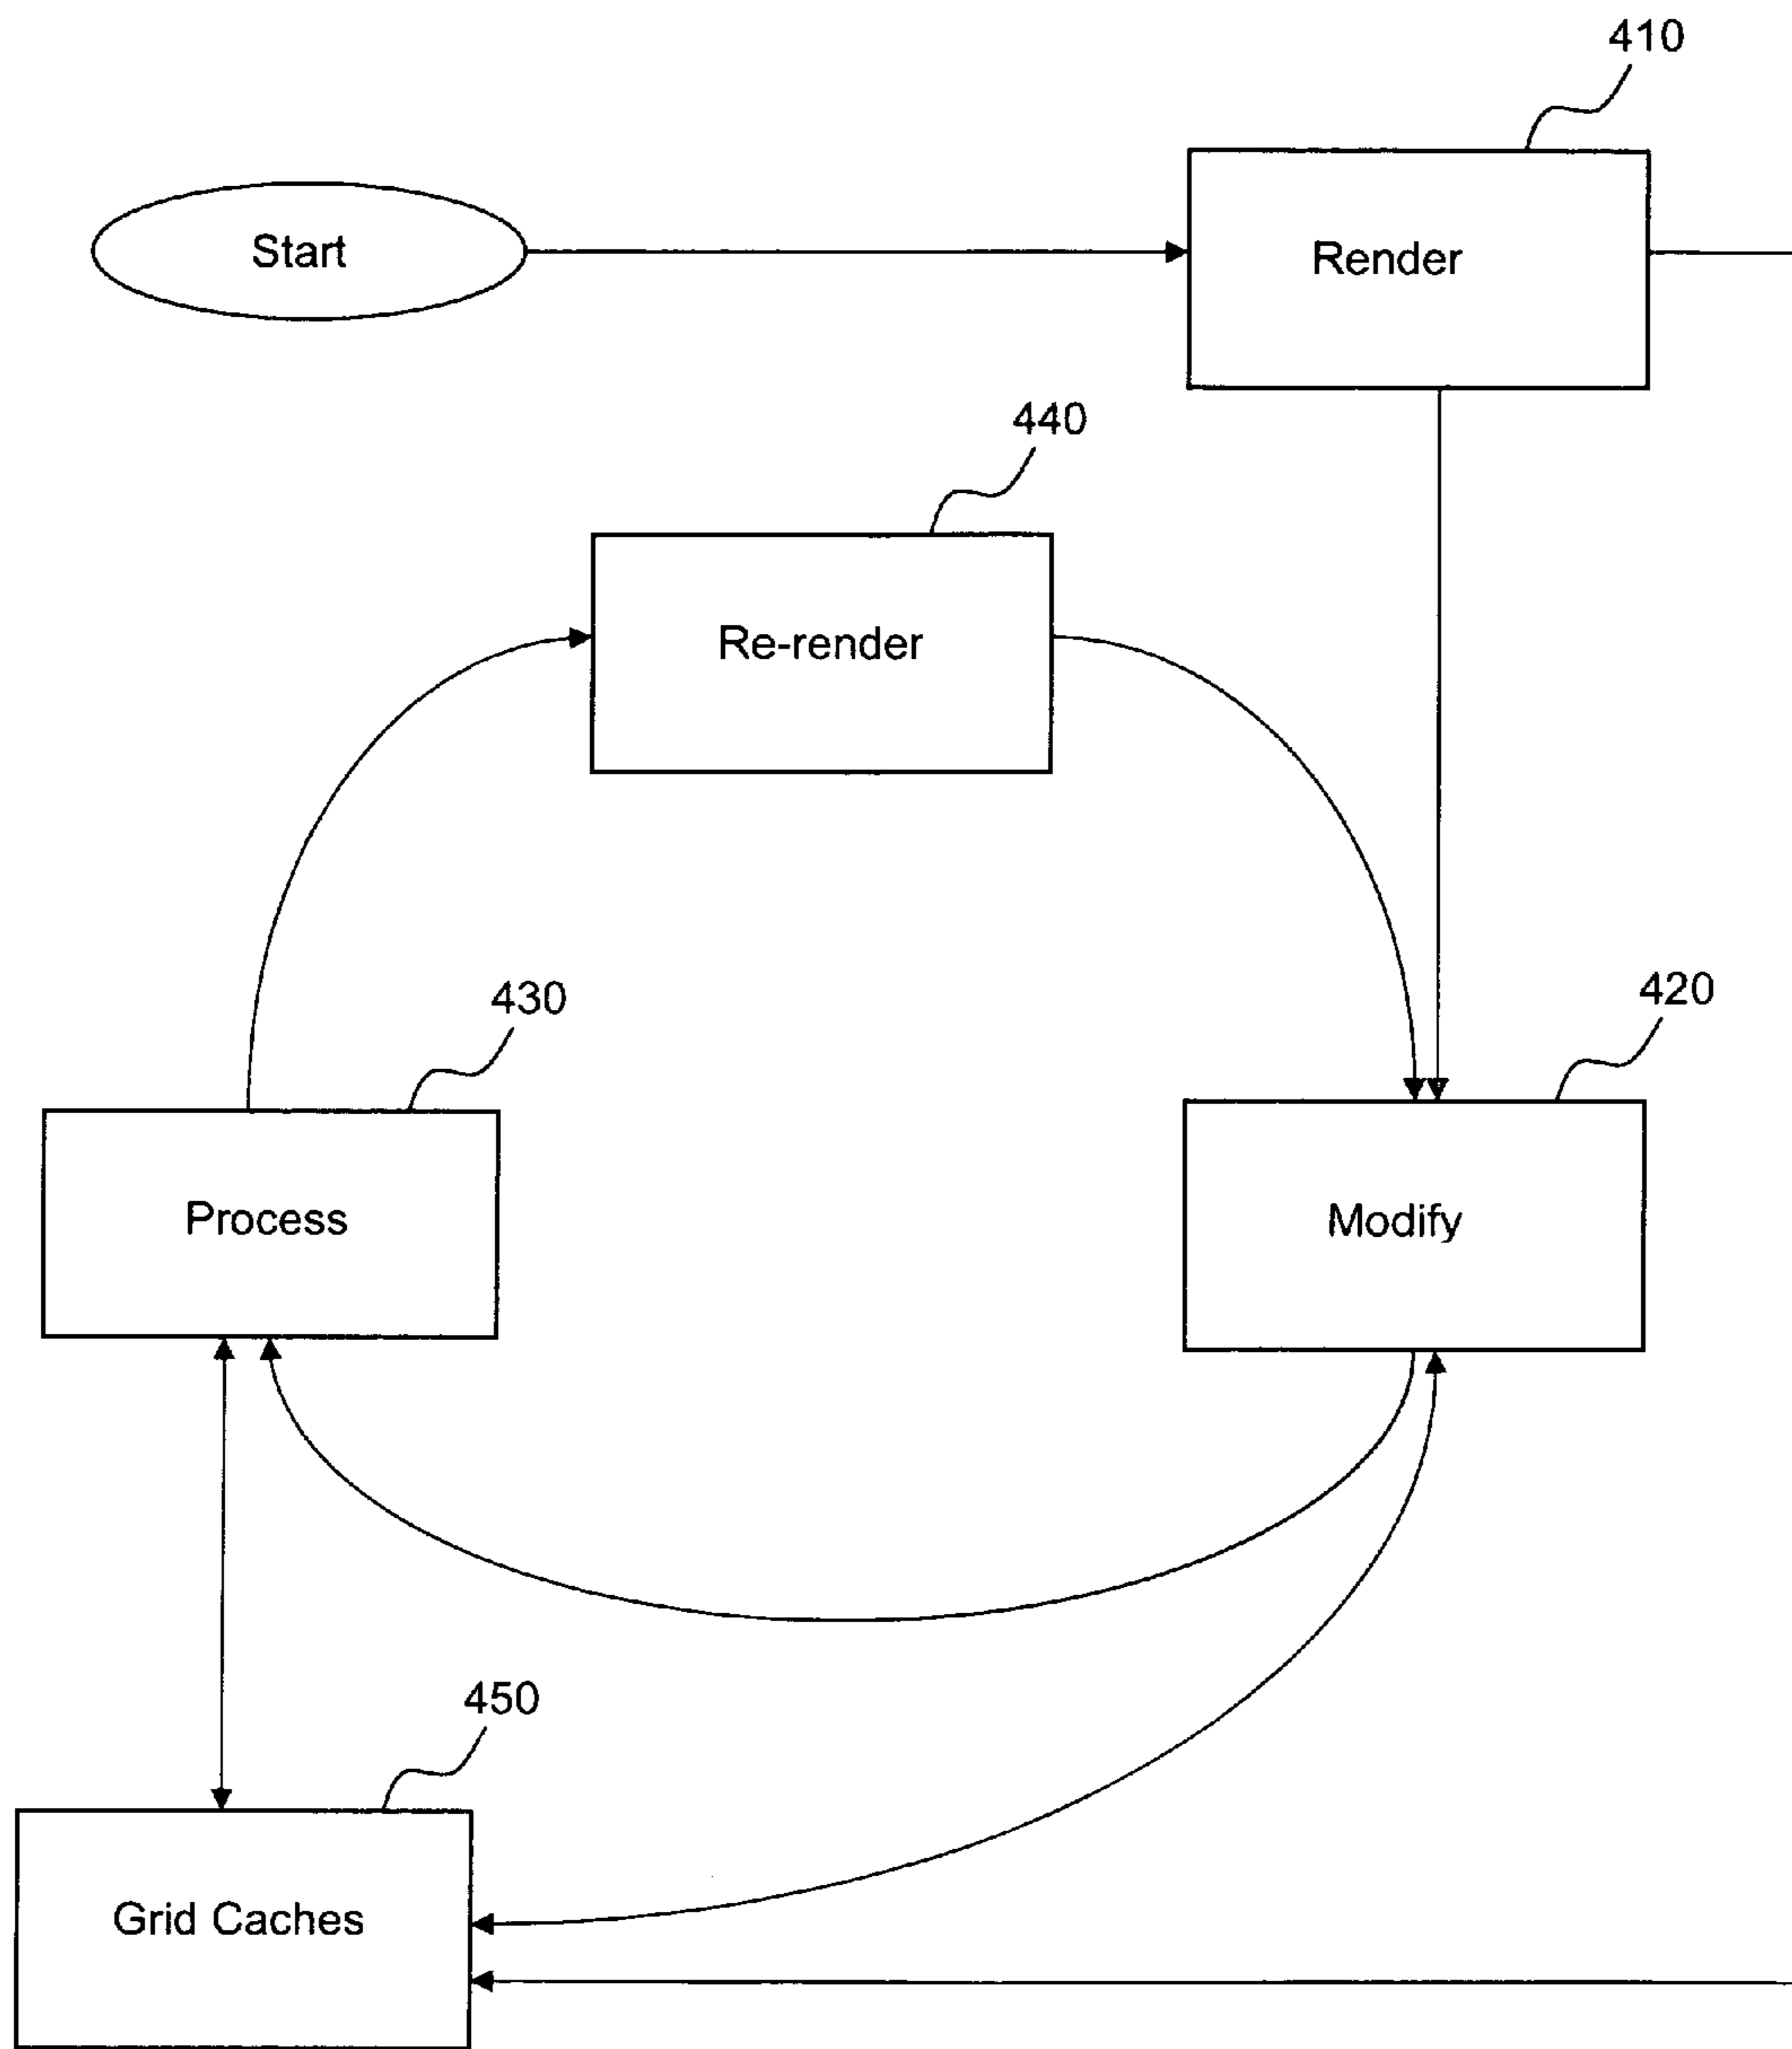 410
Start
Render
440
Re-render
430
420
Process
Modify
450
Grid Caches